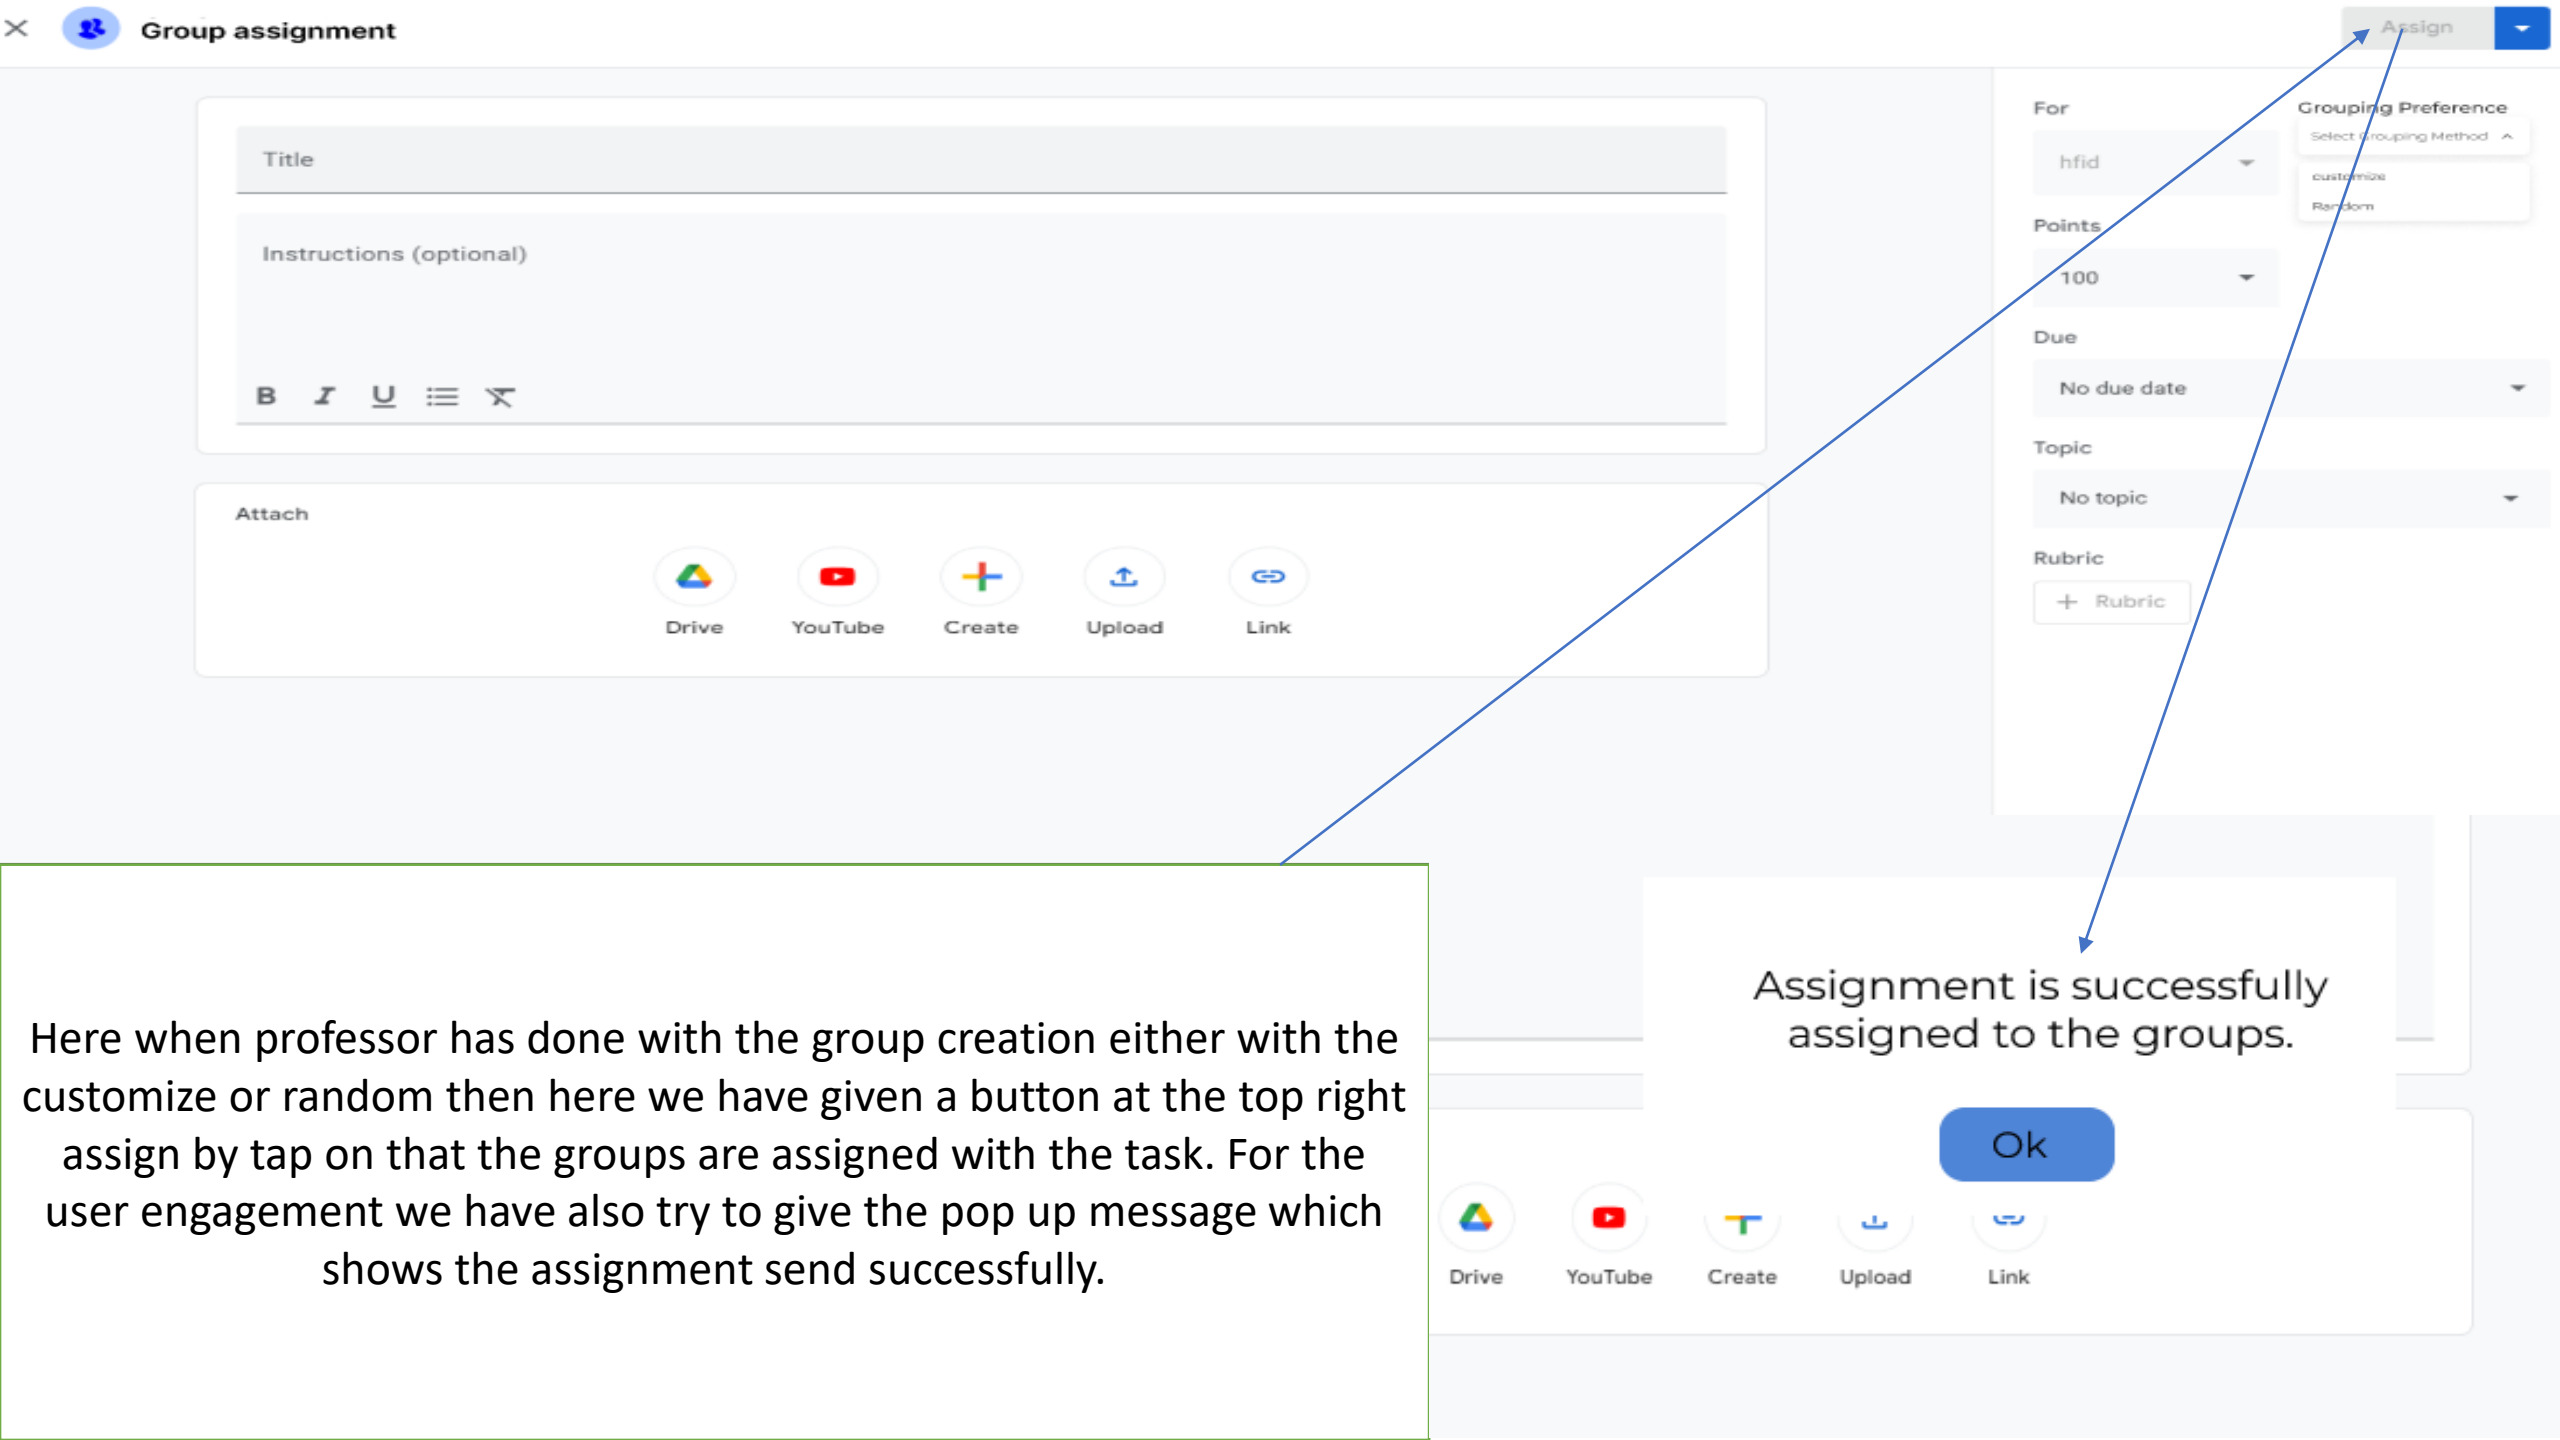 Group assignment
Assign
Title
Instructions (optional)
B I U
Attach
Drive YouTube Create Upload Link
For
hfid
Grouping Preference
Select Grouping Method
customize
Random
Points
100
Due
No due date
Topic
No topic
Rubric
+ Rubric
Here when professor has done with the group creation either with the
customize or random then here we have given a button at the top right
assign by tap on that the groups are assigned with the task. For the
user engagement we have also try to give the pop up message which
shows the assignment send successfully.
Assignment is successfully
assigned to the groups.
Ok
Drive YouTube Create Upload Link